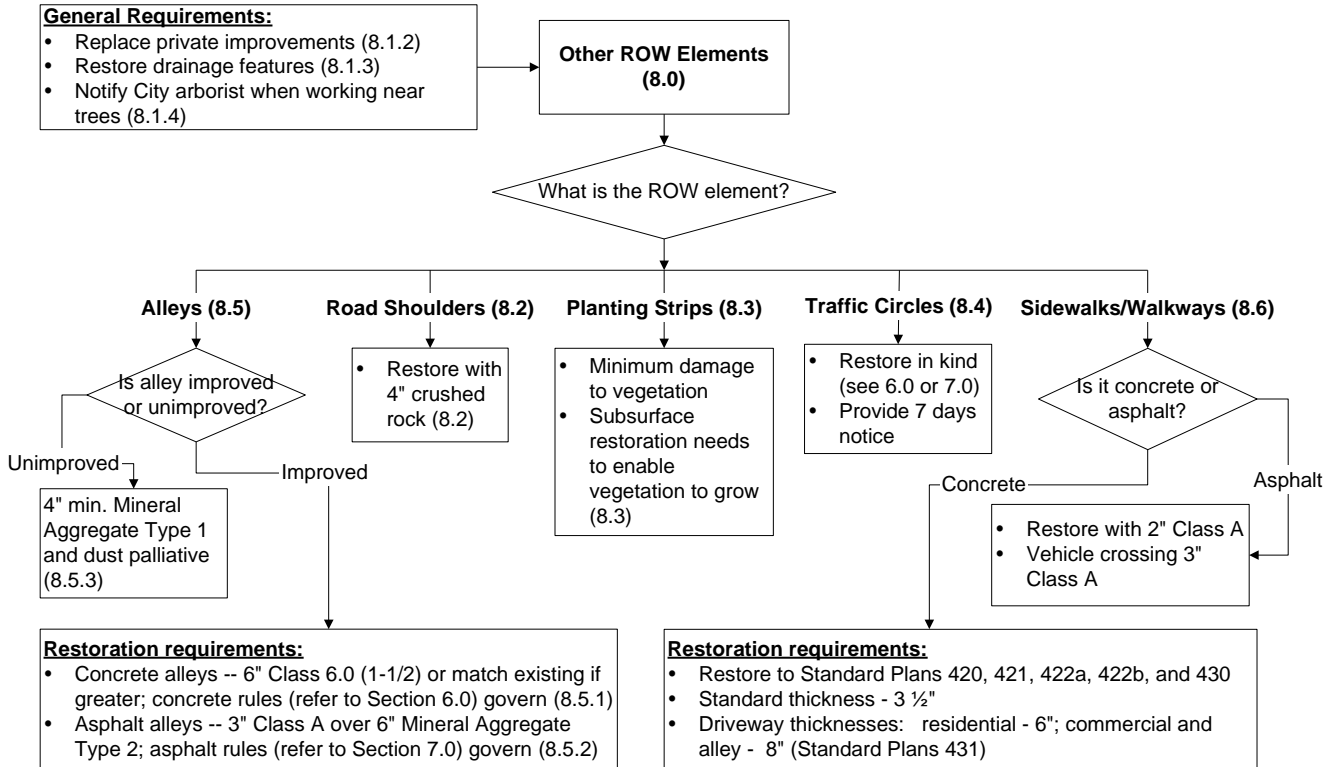 General Requirements:
• Replace private improvements (8.1.2)
• Restore drainage features (8.1.3)
• Notify City arborist when working near
trees (8.1.4)
Other ROW Elements
(8.0)
What is the ROW element?
Alleys (8.5)
Road Shoulders (8.2)
Planting Strips (8.3)
Traffic Circles (8.4)
Sidewalks/Walkways (8.6)
Is alley improved
or unimproved?
• Restore with
4" crushed
rock (8.2)
• Minimum damage
to vegetation
• Subsurface
restoration needs
to enable
vegetation to grow
(8.3)
• Restore in kind
(see 6.0 or 7.0)
• Provide 7 days
notice
Is it concrete or
asphalt?
Unimproved
Improved
Concrete
Asphalt
4" min. Mineral
Aggregate Type 1
and dust palliative
(8.5.3)
• Restore with 2" Class A
• Vehicle crossing 3"
Class A
Restoration requirements:
• Concrete alleys -- 6" Class 6.0 (1-1/2) or match existing if
greater; concrete rules (refer to Section 6.0) govern (8.5.1)
• Asphalt alleys -- 3" Class A over 6" Mineral Aggregate
Type 2; asphalt rules (refer to Section 7.0) govern (8.5.2)
Restoration requirements:
• Restore to Standard Plans 420, 421, 422a, 422b, and 430
• Standard thickness - 3 ½"
• Driveway thicknesses: residential - 6"; commercial and
alley - 8" (Standard Plans 431)